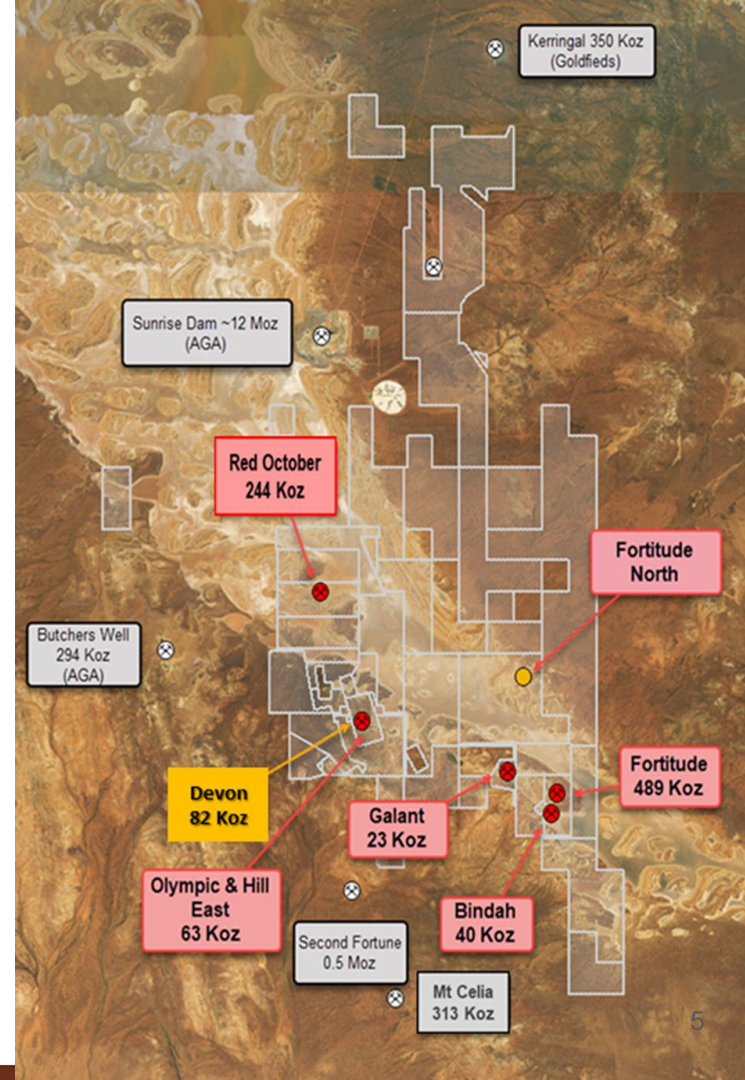 Kerringal 350 Koz
(Goldfieds)
Sunrise Dam ~12 Moz
(AGA)
Red October
244 Koz
Fortitude
North
Butchers Well
294 Koz
(AGA)
Fortitude
489 Koz
Devon
82 Koz
Galant
23 Koz
Olympic & Hill
East
63 Koz
Bindah
40 Koz
Second Fortune
0.5 Moz
Mt Celia
313 Koz
5